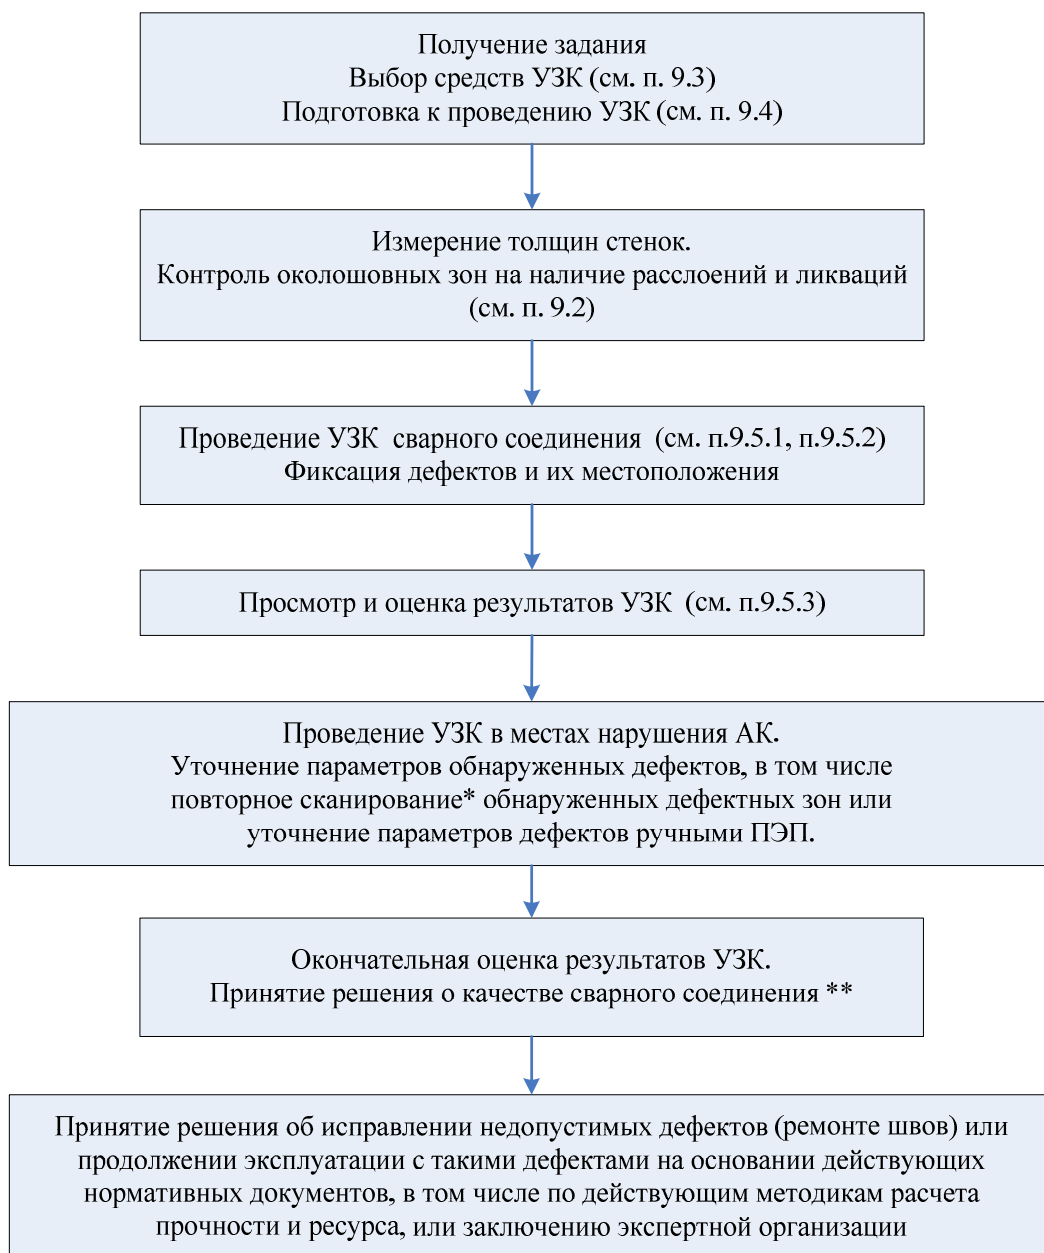 Получение задания
Выбор средств УЗК (см. п. 9.3)
Подготовка к проведению УЗК (см. п. 9.4)
Измерение толщин стенок.
Контроль околошовных зон на наличие расслоений и ликваций
(см. п. 9.2)
Проведение УЗК сварного соединения (см. п.9.5.1, п.9.5.2)
Фиксация дефектов и их местоположения
Просмотр и оценка результатов УЗК (см. п.9.5.3)
Проведение УЗК в местах нарушения АК.
Уточнение параметров обнаруженных дефектов, в том числе
повторное сканирование* обнаруженных дефектных зон или
уточнение параметров дефектов ручными ПЭП.
Окончательная оценка результатов УЗК.
Принятие решения о качестве сварного соединения **
Принятие решения об исправлении недопустимых дефектов (ремонте швов) или
продолжении эксплуатации с такими дефектами на основании действующих
нормативных документов, в том числе по действующим методикам расчета
прочности и ресурса, или заключению экспертной организации